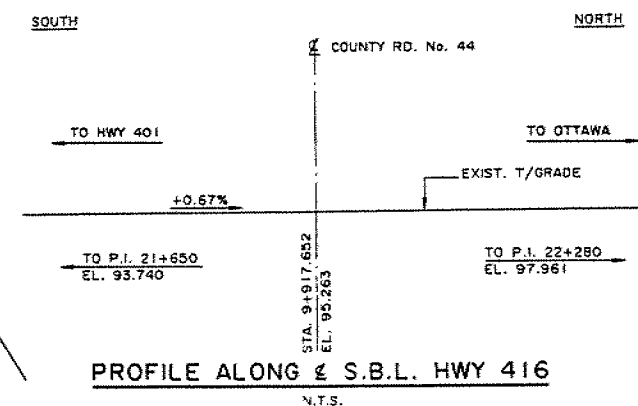 SOUTH
NORTH
℄ COUNTY RD. No. 44
TO HWY 401
TO OTTAWA
EXIST. T/GRADE
+0.67%
TO P.I. 21+650
EL. 93.740
STA. 9+917.652
EL. 95.263
TO P.I. 22+280
EL. 97.961
PROFILE ALONG ℄ S.B.L. HWY 416
N.T.S.